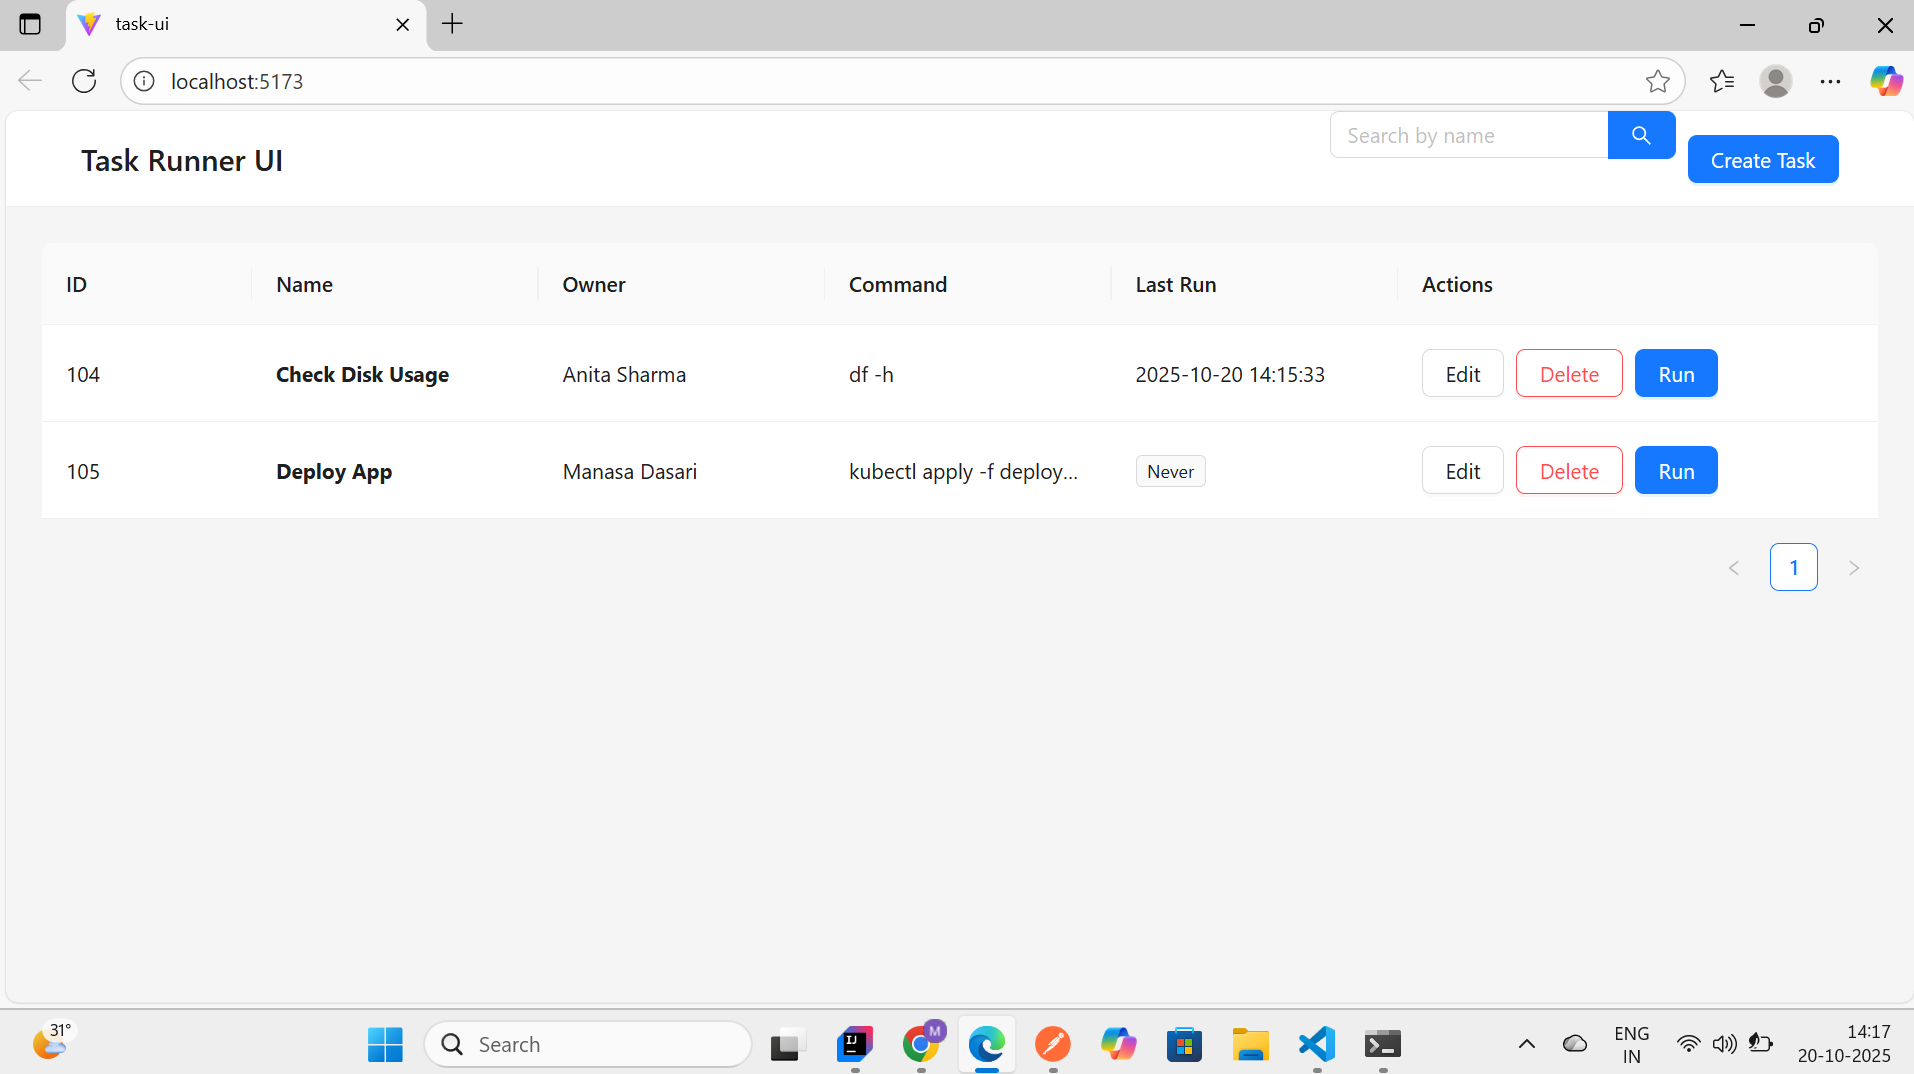 task-ui
localhost:5173
Task Runner UI
Search by name
Create Task
ID Name Owner Command Last Run Actions
104 Check Disk Usage Anita Sharma df -h 2025-10-20 14:15:33 Edit Delete Run
105 Deploy App Manasa Dasari kubectl apply -f deploy... Never Edit Delete Run
1
31°
Search
IJ
M
ENG
IN
14:17
20-10-2025